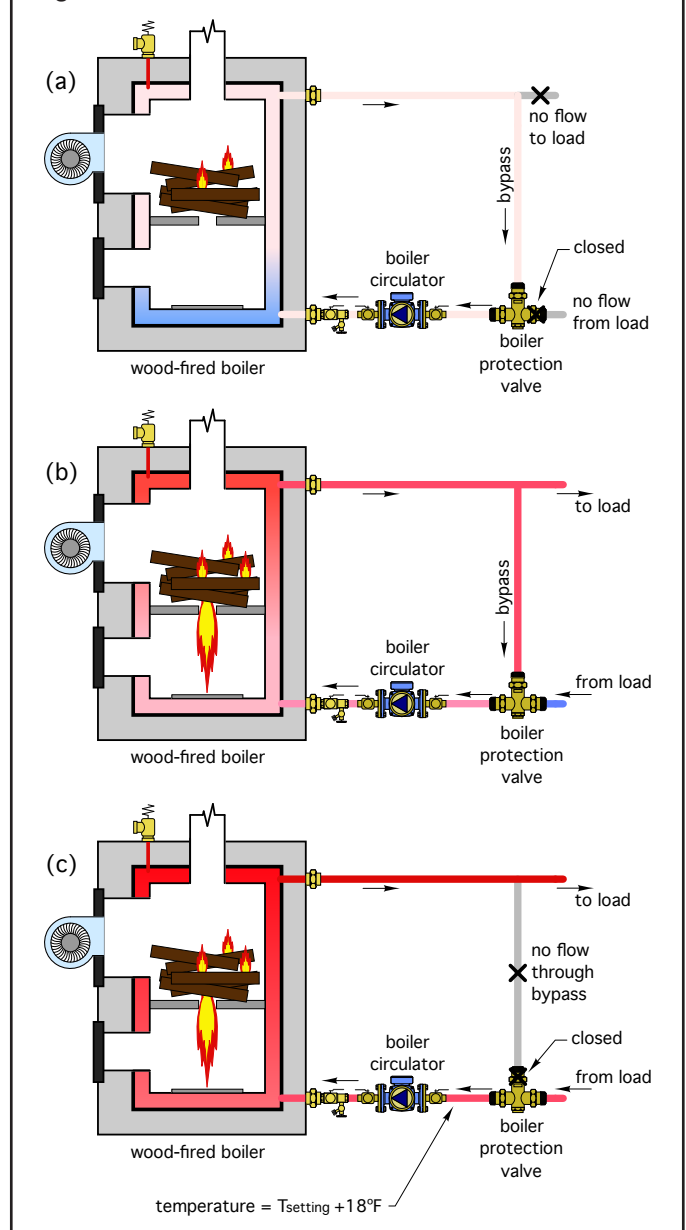 (a)
no flow
to load
bypass
closed
boiler
circulator
no flow
from load
boiler
protection
valve
wood-fired boiler
(b)
to load
bypass
boiler
circulator
from load
boiler
protection
valve
wood-fired boiler
(c)
to load
no flow
through
bypass
closed
boiler
circulator
from load
boiler
protection
valve
wood-fired boiler
temperature = Tsetting +18ºF